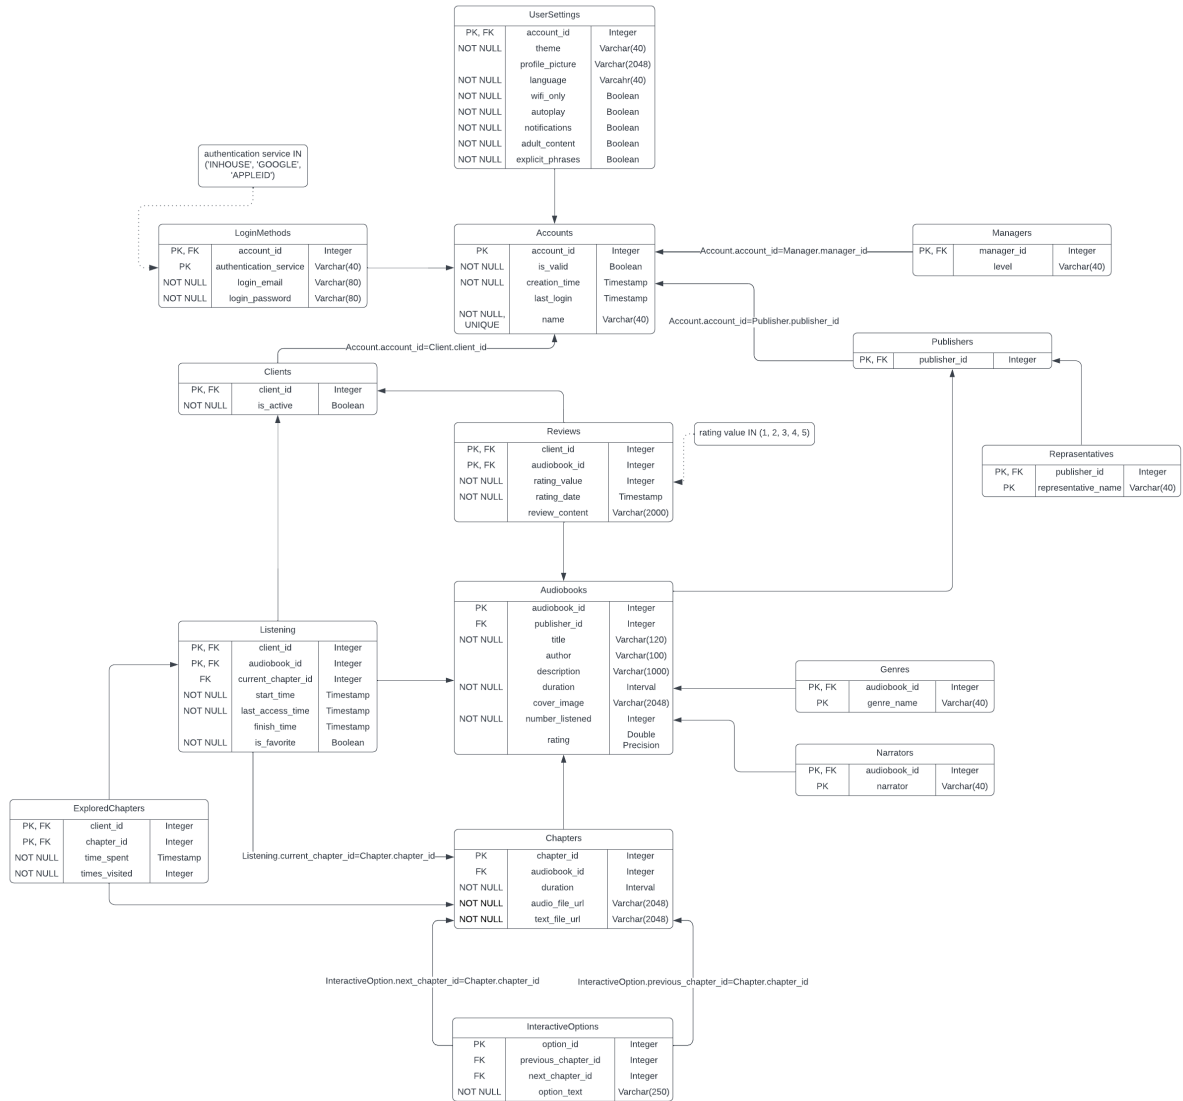 UserSettings
PK, FK account_id Integer
NOT NULL theme Varchar(40)
profile_picture Varchar(2048)
NOT NULL language Varcahr(40)
NOT NULL wifi_only Boolean
NOT NULL autoplay Boolean
NOT NULL notifications Boolean
NOT NULL adult_content Boolean
NOT NULL explicit_phrases Boolean
authentication service IN
('INHOUSE', 'GOOGLE',
'APPLEID')
LoginMethods
PK, FK account_id Integer
PK authentication_service Varchar(40)
NOT NULL login_email Varchar(80)
NOT NULL login_password Varchar(80)
Accounts
PK account_id Integer
NOT NULL is_valid Boolean
NOT NULL creation_time Timestamp
last_login Timestamp
NOT NULL,
UNIQUE name Varchar(40)
Managers
PK, FK manager_id Integer
level Varchar(40)
Account.account_id=Manager.manager_id
Account.account_id=Publisher.publisher_id
Account.account_id=Client.client_id
Publishers
PK, FK publisher_id Integer
Clients
PK, FK client_id Integer
NOT NULL is_active Boolean
Reviews
PK, FK client_id Integer
PK, FK audiobook_id Integer
NOT NULL rating_value Integer
NOT NULL rating_date Timestamp
review_content Varchar(2000)
rating value IN (1, 2, 3, 4, 5)
Representatives
PK, FK publisher_id Integer
PK representative_name Varchar(40)
Audiobooks
PK audiobook_id Integer
FK publisher_id Integer
NOT NULL title Varchar(120)
author Varchar(100)
description Varchar(1000)
NOT NULL duration Interval
cover_image Varchar(2048)
NOT NULL number_listened Integer
rating Double
Precision
Listening
PK, FK client_id Integer
PK, FK audiobook_id Integer
FK current_chapter_id Integer
NOT NULL start_time Timestamp
NOT NULL last_access_time Timestamp
finish_time Timestamp
NOT NULL is_favorite Boolean
Genres
PK, FK audiobook_id Integer
PK genre_name Varchar(40)
Narrators
PK, FK audiobook_id Integer
PK narrator Varchar(40)
ExploredChapters
PK, FK client_id Integer
PK, FK chapter_id Integer
NOT NULL time_spent Timestamp
NOT NULL times_visited Integer
Listening.current_chapter_id=Chapter.chapter_id
Chapters
PK chapter_id Integer
FK audiobook_id Integer
NOT NULL duration Interval
NOT NULL audio_file_url Varchar(2048)
NOT NULL text_file_url Varchar(2048)
InteractiveOption.next_chapter_id=Chapter.chapter_id
InteractiveOption.previous_chapter_id=Chapter.chapter_id
InteractiveOptions
PK option_id Integer
FK previous_chapter_id Integer
FK next_chapter_id Integer
NOT NULL option_text Varchar(250)